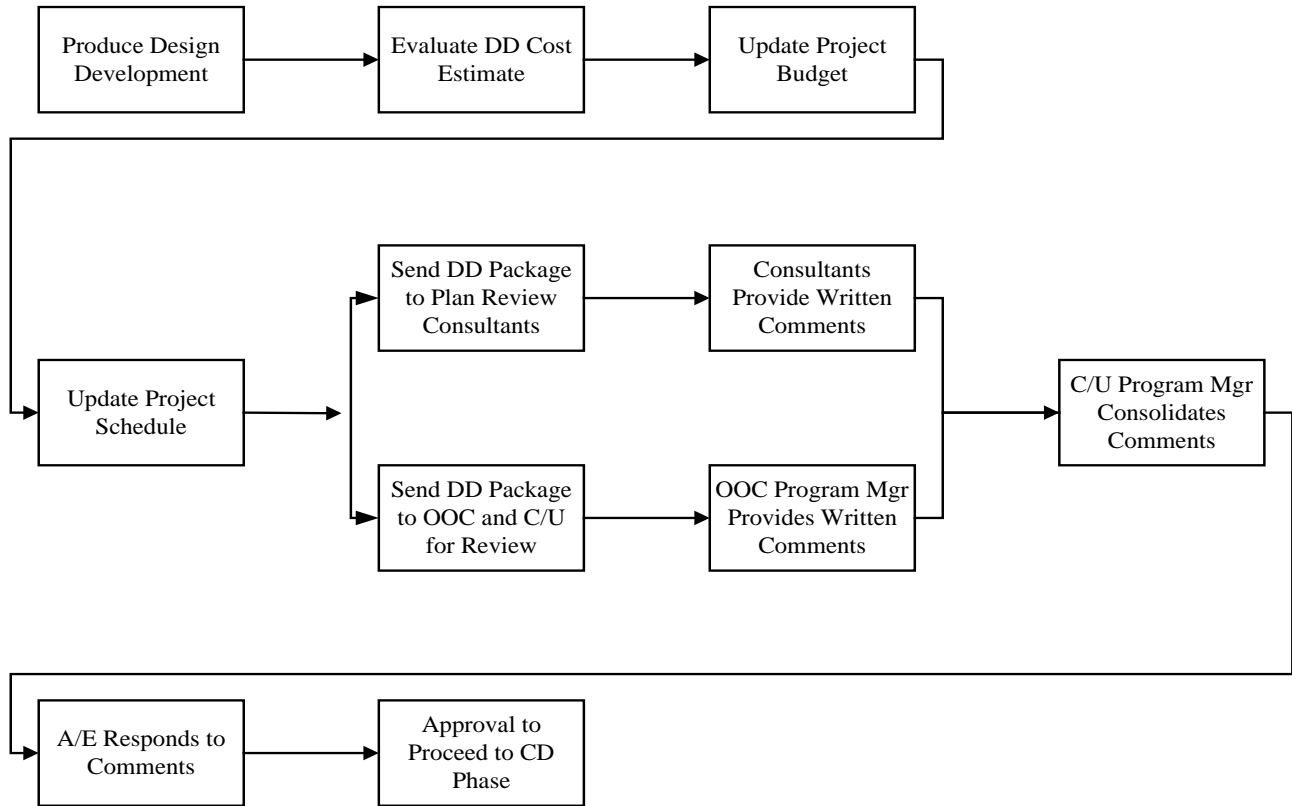 Produce Design
Development
Evaluate DD Cost
Estimate
Update Project
Budget
Send DD Package
to Plan Review
Consultants
Consultants
Provide Written
Comments
Update Project
Schedule
C/U Program Mgr
Consolidates
Comments
Send DD Package
to OOC and C/U
for Review
OOC Program Mgr
Provides Written
Comments
A/E Responds to
Comments
Approval to
Proceed to CD
Phase